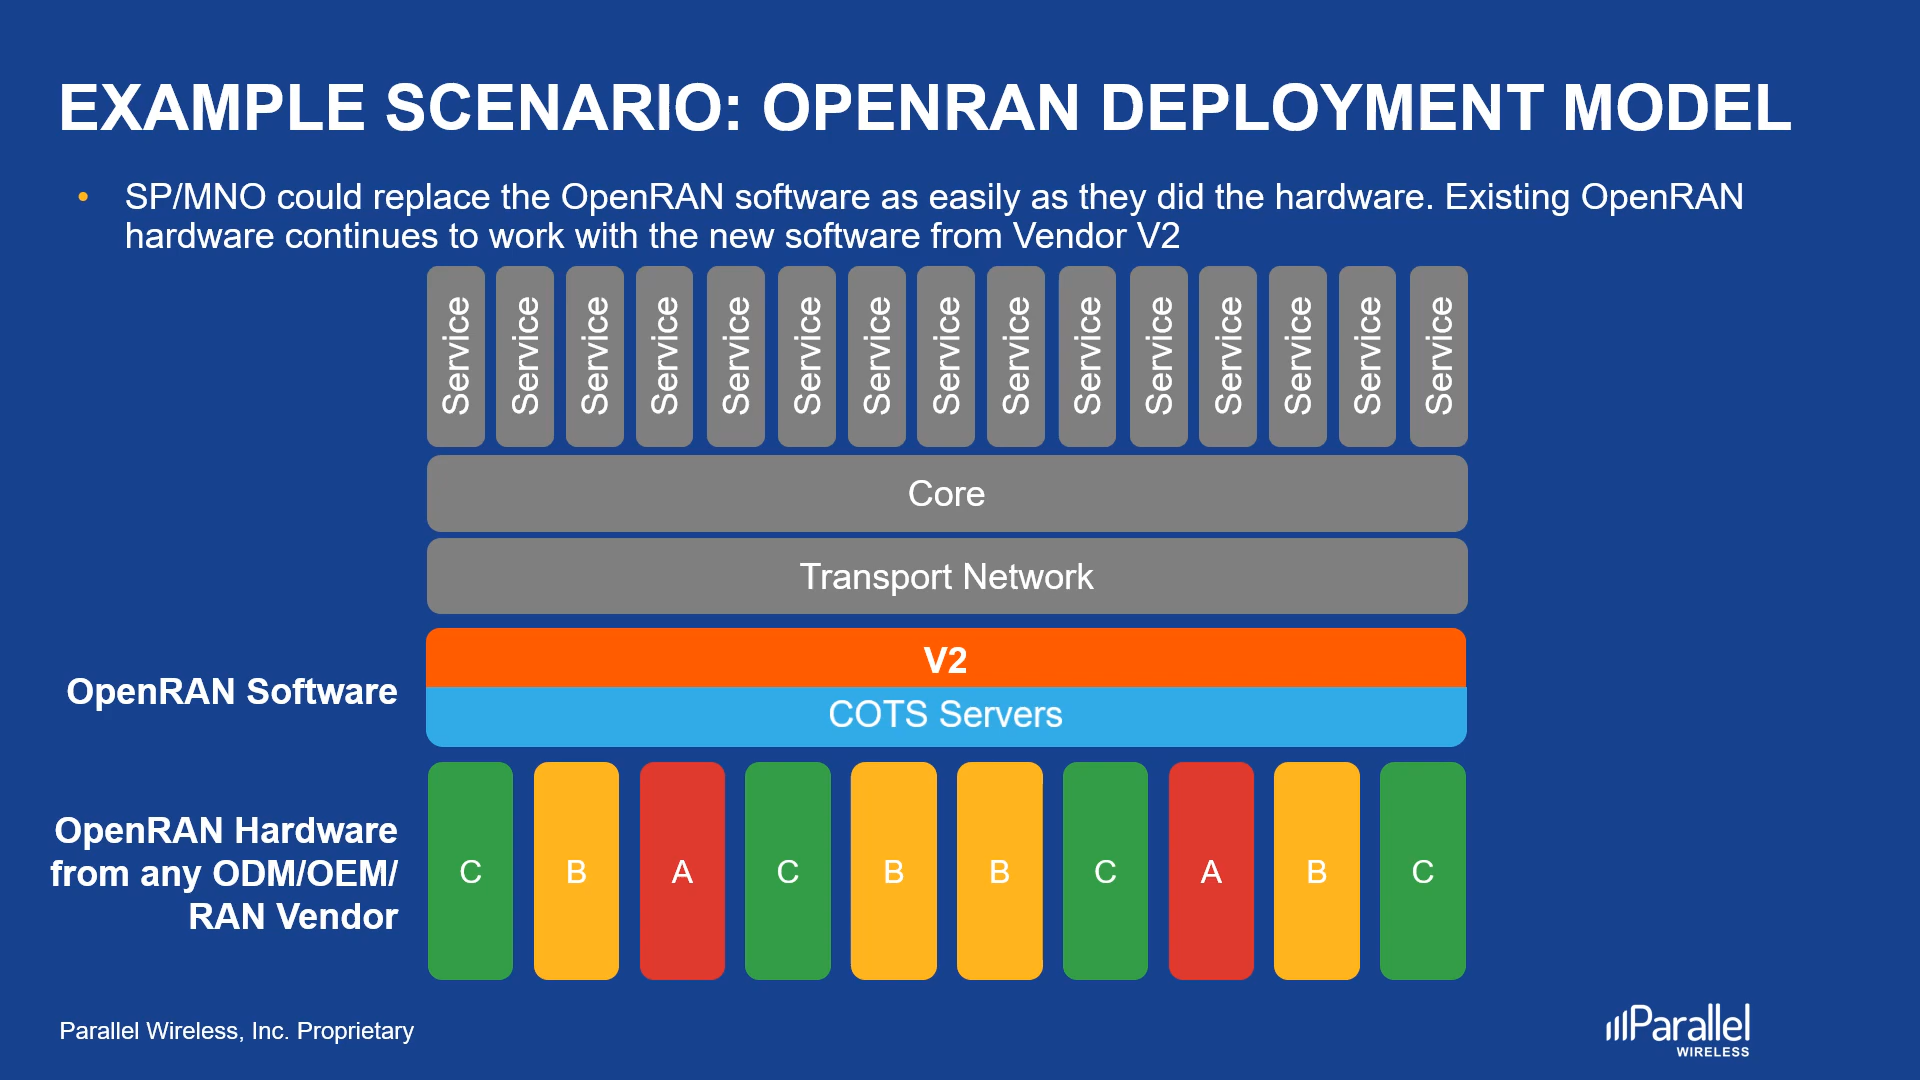 EXAMPLE SCENARIO: OPENRAN DEPLOYMENT MODEL
• SP/MNO could replace the OpenRAN software as easily as they did the hardware. Existing OpenRAN
hardware continues to work with the new software from Vendor V2
Service Service Service Service Service Service Service Service Service Service Service Service Service Service Service
Core
Transport Network
OpenRAN Software
V2
COTS Servers
OpenRAN Hardware
from any ODM/OEM/
RAN Vendor
C B A C B B C A B C
Parallel Wireless, Inc. Proprietary
Parallel
WIRELESS